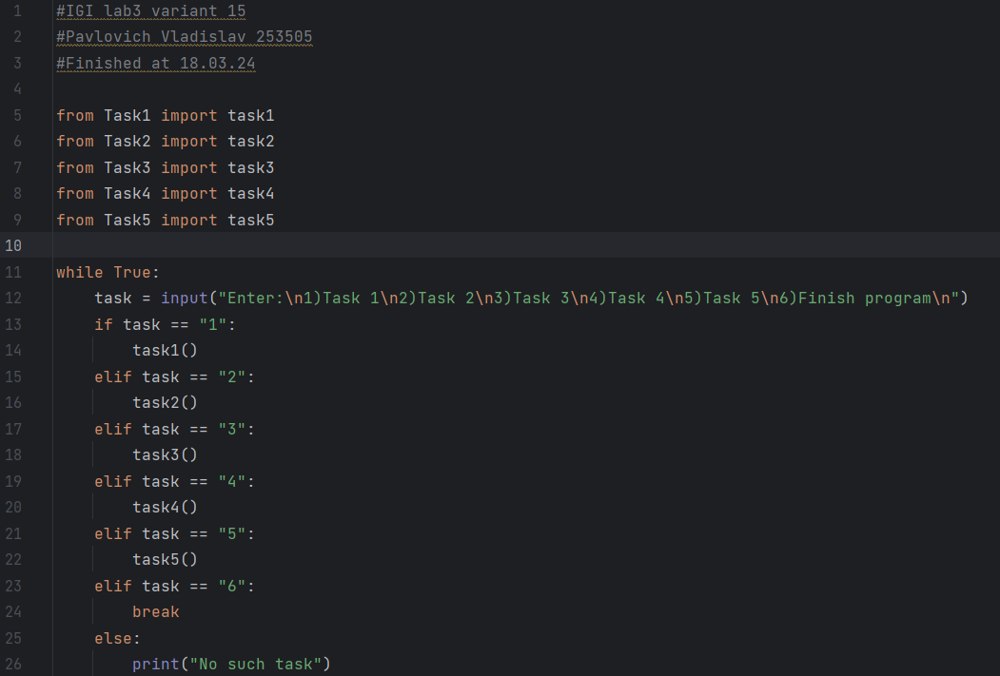 1 #IGI lab3 variant 15
2 #Pavlovich Vladislav 253505
3 #Finished at 18.03.24
4
5 from Task1 import task1
6 from Task2 import task2
7 from Task3 import task3
8 from Task4 import task4
9 from Task5 import task5
10
11 while True:
12     task = input("Enter:\n1)Task 1\n2)Task 2\n3)Task 3\n4)Task 4\n5)Task 5\n6)Finish program\n")
13     if task == "1":
14         task1()
15     elif task == "2":
16         task2()
17     elif task == "3":
18         task3()
19     elif task == "4":
20         task4()
21     elif task == "5":
22         task5()
23     elif task == "6":
24         break
25     else:
26         print("No such task")